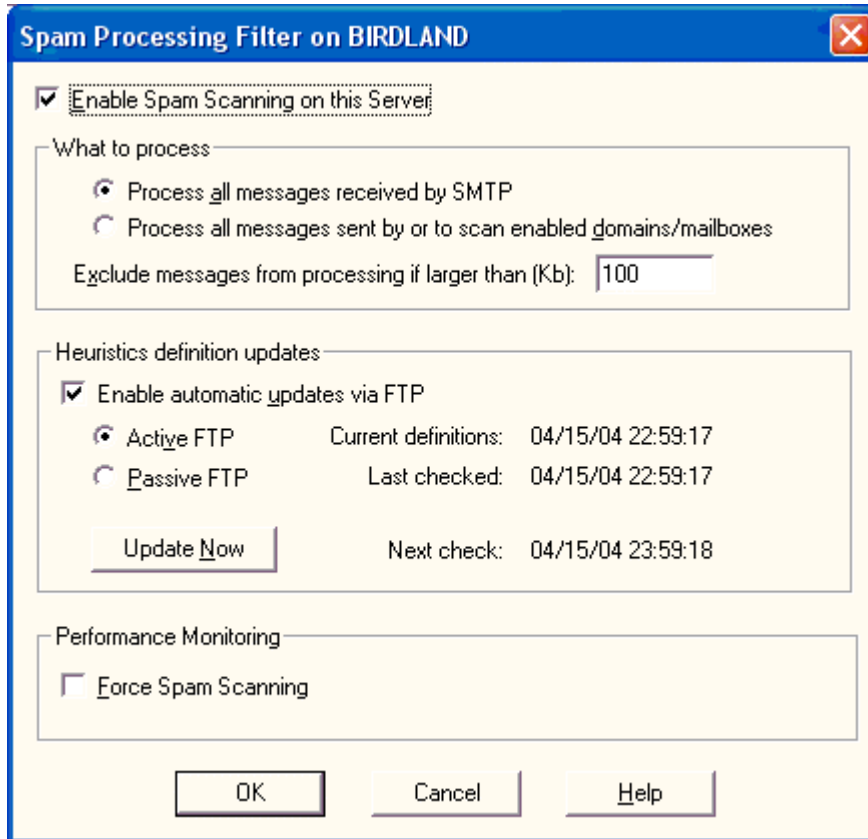 Spam Processing Filter on BIRDLAND
Enable Spam Scanning on this Server
What to process
Process all messages received by SMTP
Process all messages sent by or to scan enabled domains/mailboxes
Exclude messages from processing if larger than (Kb): 100
Heuristics definition updates
Enable automatic updates via FTP
Active FTP Current definitions: 04/15/04 22:59:17
Passive FTP Last checked: 04/15/04 22:59:17
Update Now Next check: 04/15/04 23:59:18
Performance Monitoring
Force Spam Scanning
OK Cancel Help